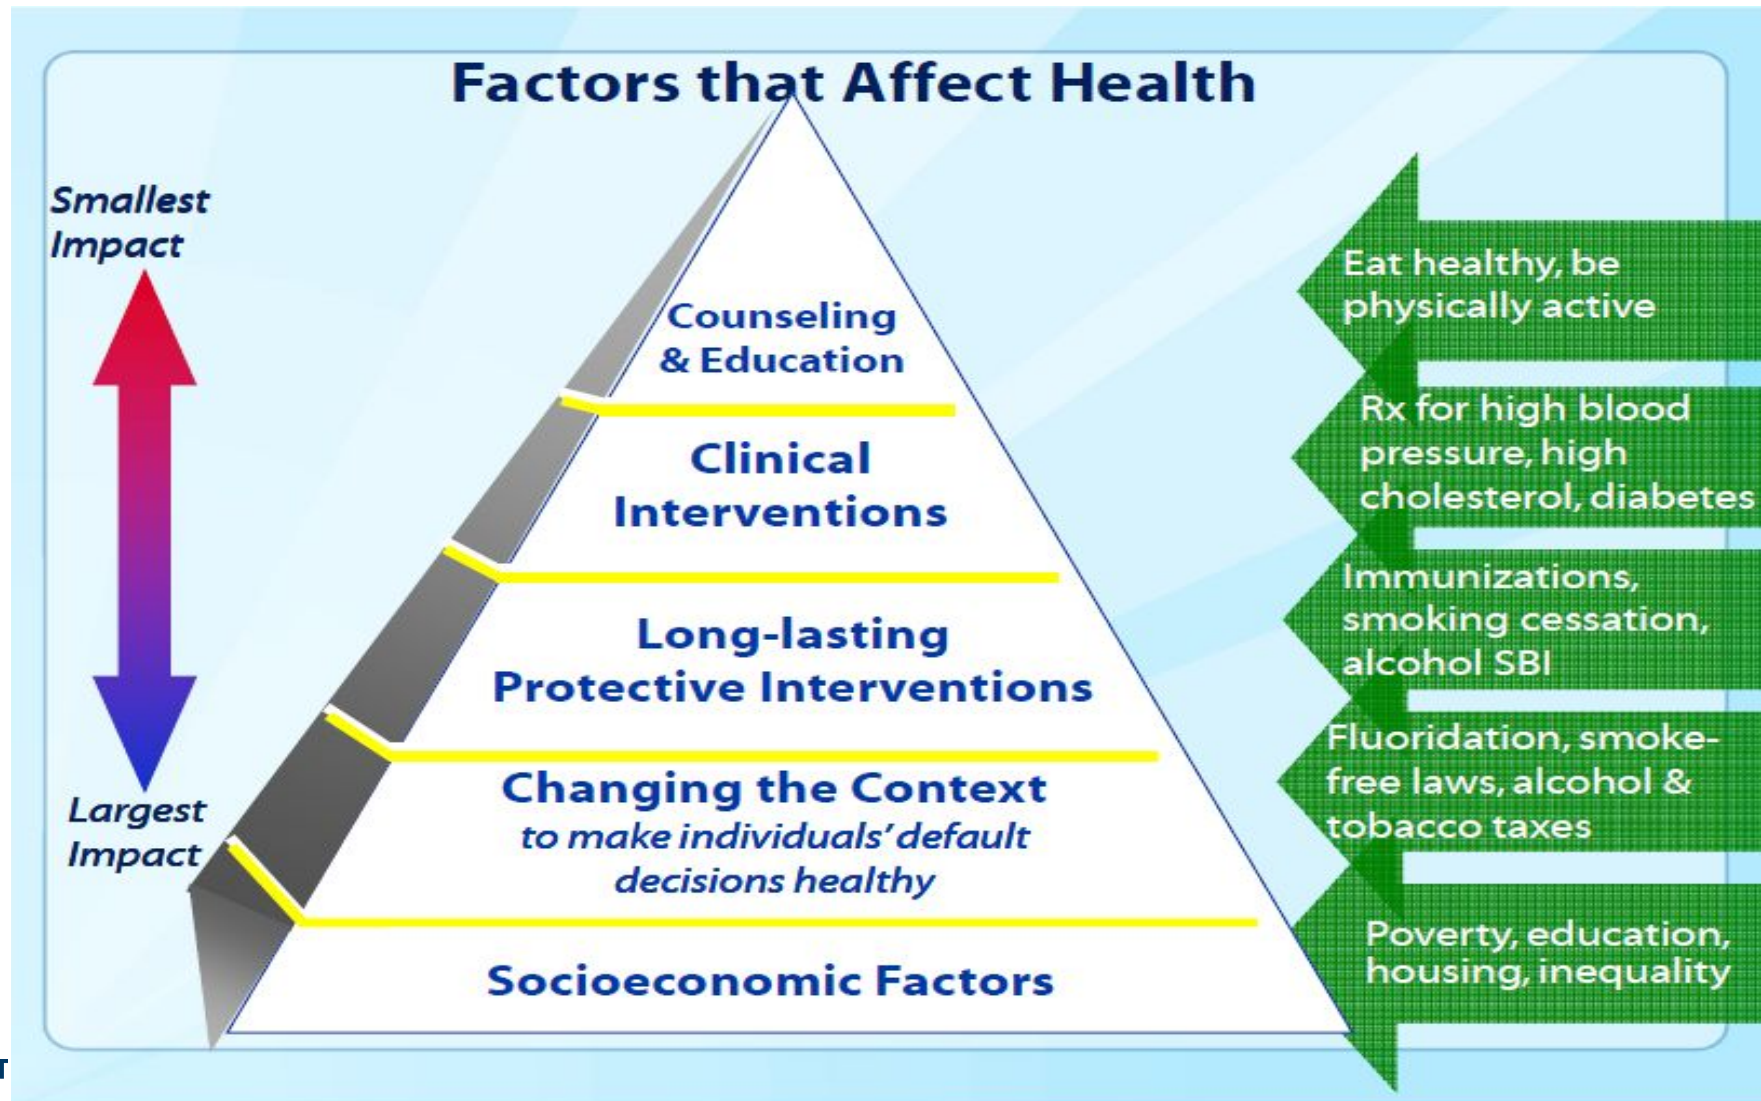 Factors that Affect Health
Smallest
Impact
Largest
Impact
Counseling
& Education
Clinical
Interventions
Long-lasting
Protective Interventions
Changing the Context
to make individuals’ default
decisions healthy
Socioeconomic Factors
Eat healthy, be
physically active
Rx for high blood
pressure, high
cholesterol, diabetes
Immunizations,
smoking cessation,
alcohol SBI
Fluoridation, smoke-
free laws, alcohol &
tobacco taxes
Poverty, education,
housing, inequality
T